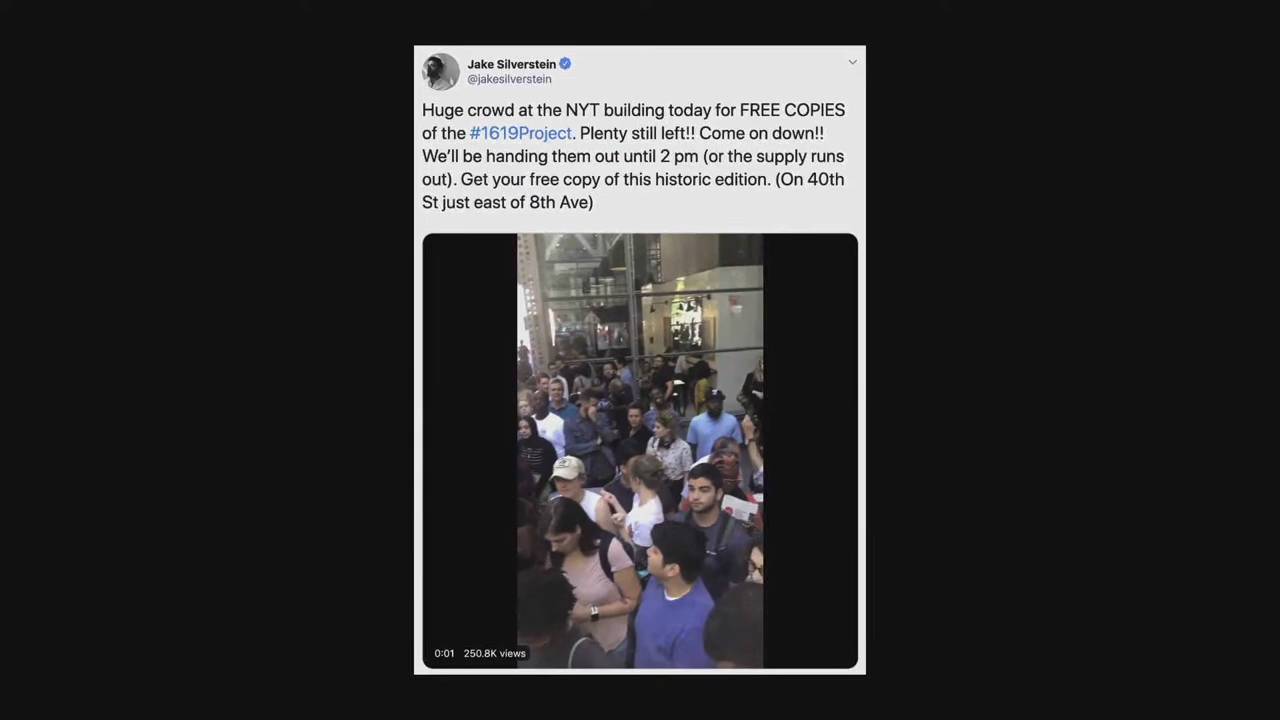 Jake Silverstein
@jakesilverstein
Huge crowd at the NYT building today for FREE COPIES
of the #1619Project. Plenty still left!! Come on down!!
We’ll be handing them out until 2 pm (or the supply runs
out). Get your free copy of this historic edition. (On 40th
St just east of 8th Ave)
0:01 250.8K views